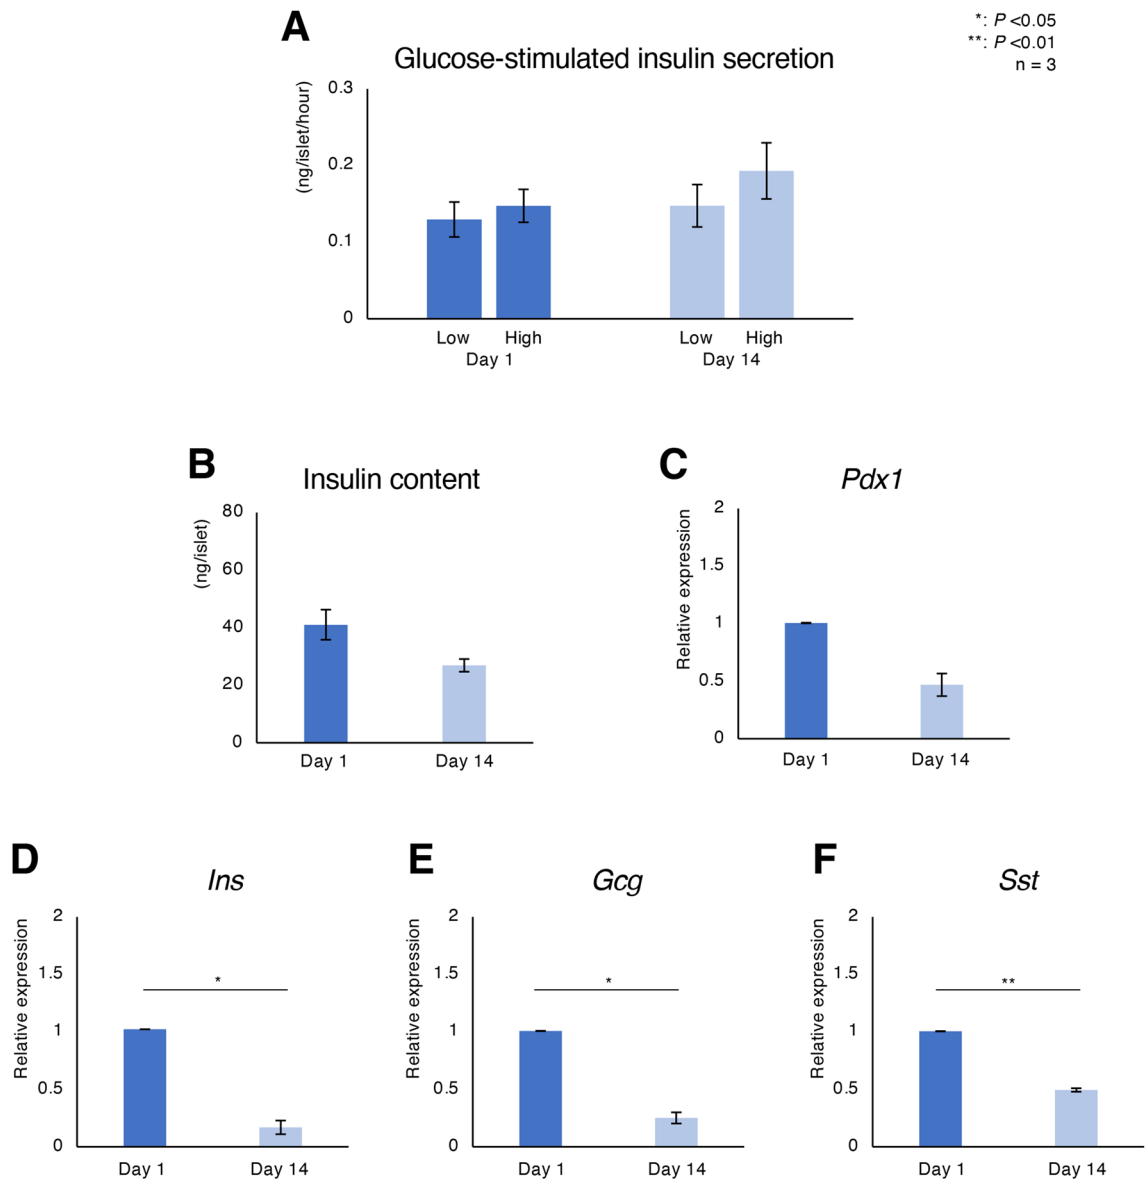 A
*: P <0.05
**: P <0.01
n = 3
Glucose-stimulated insulin secretion
(ng/islet/hour)
0.3
0.2
0.1
0
Low High Low High
Day 1 Day 14
B
Insulin content
(ng/islet)
80
60
40
20
0
Day 1 Day 14
C
Pdx1
Relative expression
2
1.5
1
0.5
0
Day 1 Day 14
D
Ins
Relative expression
2
1.5
1
0.5
0
*
Day 1 Day 14
E
Gcg
Relative expression
2
1.5
1
0.5
0
*
Day 1 Day 14
F
Sst
Relative expression
2
1.5
1
0.5
0
**
Day 1 Day 14